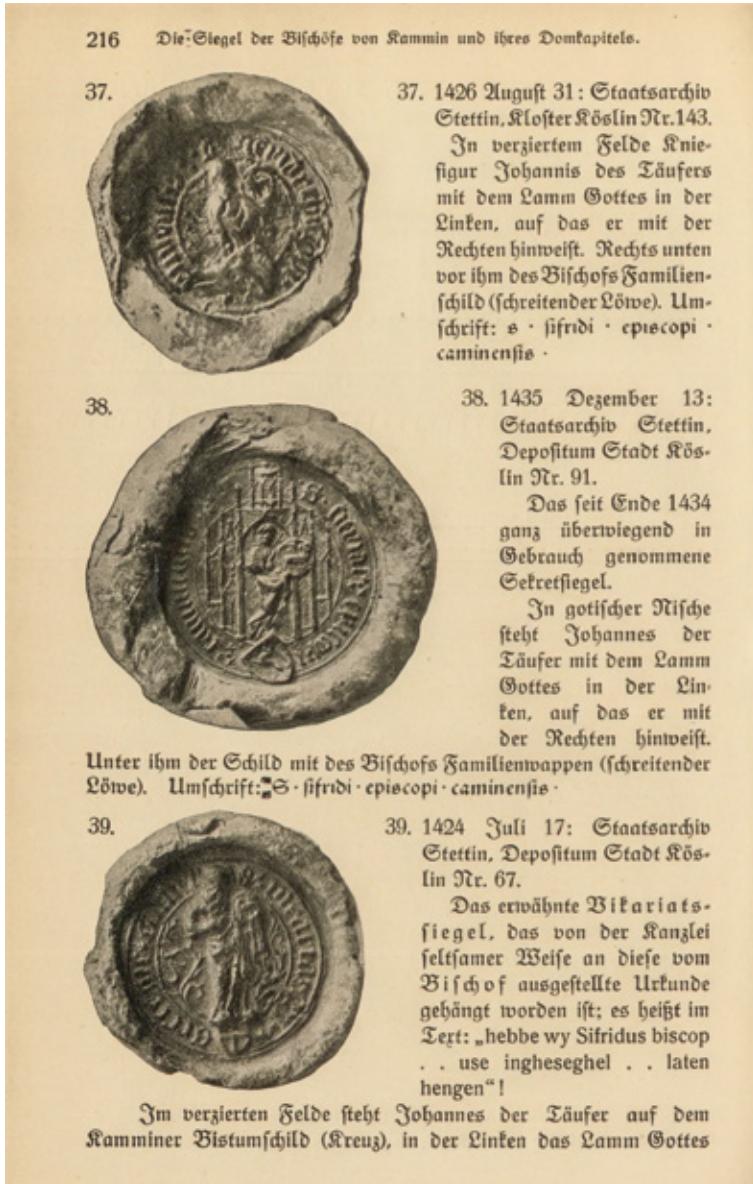 216 Die Siegel der Bischöfe von Kammin und ihres Domkapitels.
37.
37. 1426 August 31: Staatsarchiv
Stettin, Kloster Köslin Nr. 143.
In verziertem Felde Knie-
figur Johannis des Täufers
mit dem Lamm Gottes in der
Linken, auf das er mit der
Rechten hinweist. Rechts unten
vor ihm des Bischofs Familien-
schild (schreitender Löwe). Um-
schrift: s · sifridi · episcopi ·
caminensis ·
38.
38. 1435 Dezember 13:
Staatsarchiv Stettin,
Depositum Stadt Kös-
lin Nr. 91.
Das seit Ende 1434
ganz überwiegend in
Gebrauch genommene
Sekretsiegel.
In gotischer Nische
steht Johannes der
Täufer mit dem Lamm
Gottes in der Lin-
ken, auf das er mit
der Rechten hinweist.
Unter ihm der Schild mit des Bischofs Familienwappen (schreitender
Löwe). Umschrift: S · sifridi · episcopi · caminensis ·
39.
39. 1424 Juli 17: Staatsarchiv
Stettin, Depositum Stadt Kös-
lin Nr. 67.
Das erwähnte Vikariats-
siegel, das von der Kanzlei
seltsamer Weise an diese vom
Bischof ausgestellte Urkunde
gehängt worden ist; es heißt im
Text: „hebbe wy Sifridus biscop
. . use ingheseghel . . laten
hengen“!
Im verzierten Felde steht Johannes der Täufer auf dem
Kamminer Bistumschild (Kreuz), in der Linken das Lamm Gottes